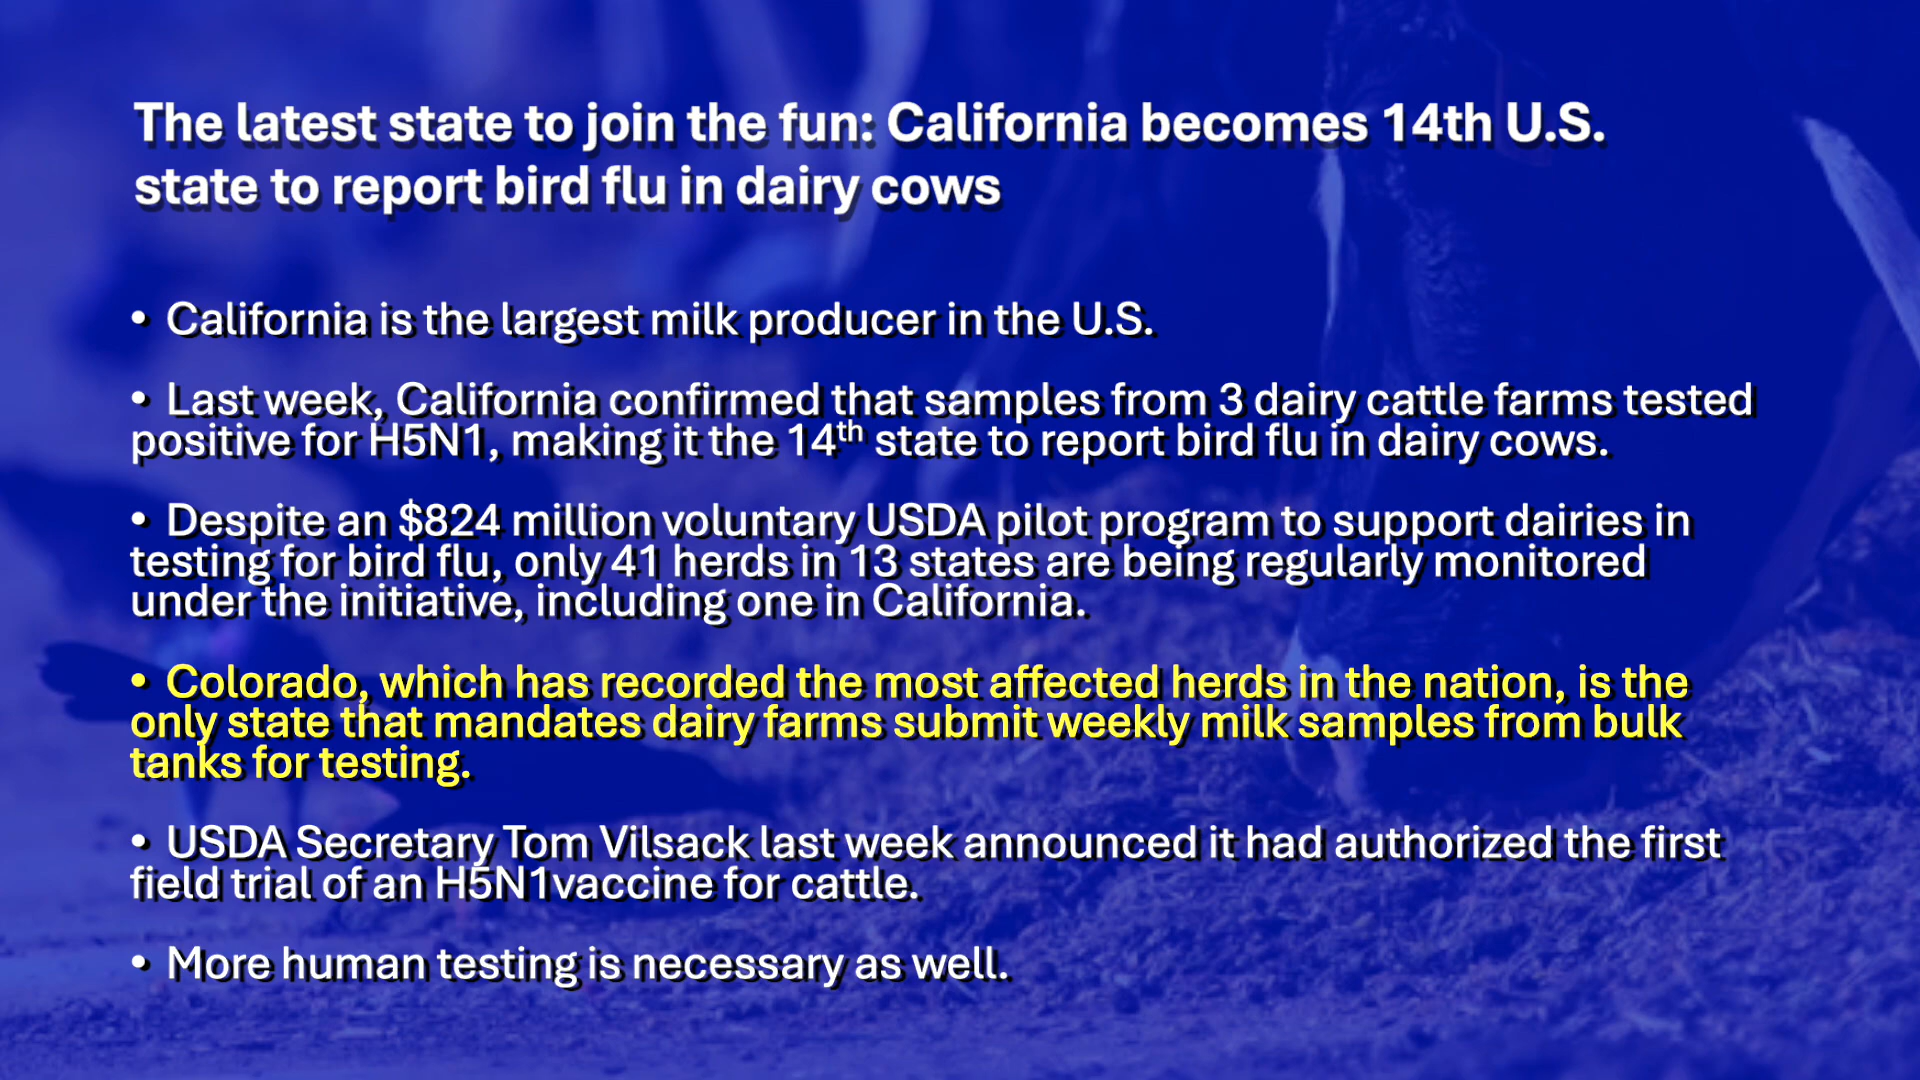 The latest state to join the fun: California becomes 14th U.S.
state to report bird flu in dairy cows
• California is the largest milk producer in the U.S.
• Last week, California confirmed that samples from 3 dairy cattle farms tested
positive for H5N1, making it the 14th state to report bird flu in dairy cows.
• Despite an $824 million voluntary USDA pilot program to support dairies in
testing for bird flu, only 41 herds in 13 states are being regularly monitored
under the initiative, including one in California.
• Colorado, which has recorded the most affected herds in the nation, is the
only state that mandates dairy farms submit weekly milk samples from bulk
tanks for testing.
• USDA Secretary Tom Vilsack last week announced it had authorized the first
field trial of an H5N1vaccine for cattle.
• More human testing is necessary as well.